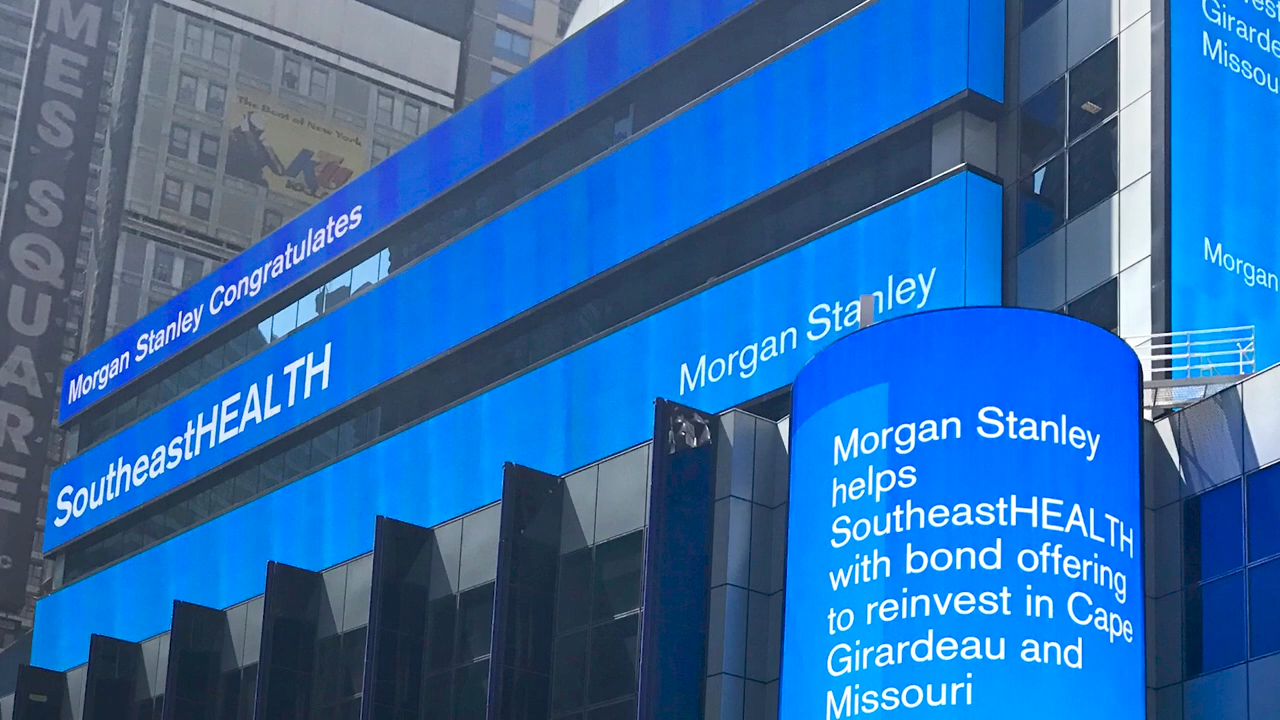 MES SQUARE
The Best of New York
Morgan Stanley Congratulates
SoutheastHEALTH
Morgan Stanley
Morgan Stanley
helps
SoutheastHEALTH
with bond offering
to reinvest in Cape
Girardeau and
Missouri
Girarde
Missou
Morgan